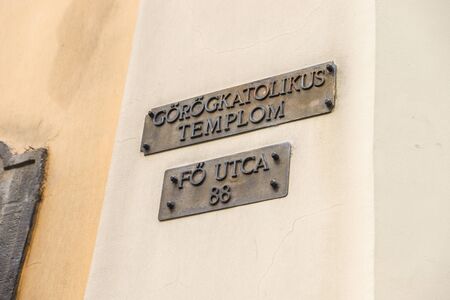 GÖRÖGKATOLIKUS
TEMPLOM
FŐ UTCA
88